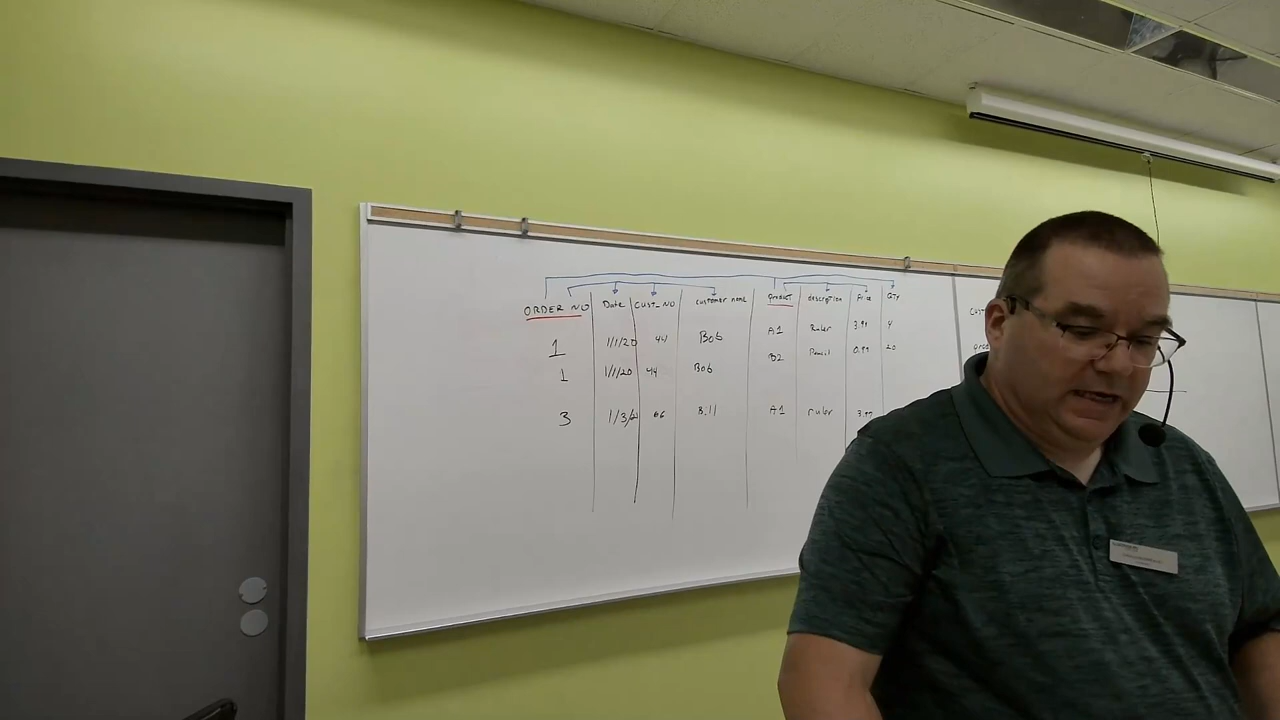 ORDER NO Date CUST_NO customer name product description Price QTY
1 1/1/20 44 Bob A1 Ruler 3.99 4
1 1/1/20 44 Bob B2 Pencil 0.99 20
3 1/3/20 66 Bill A1 ruler 3.99